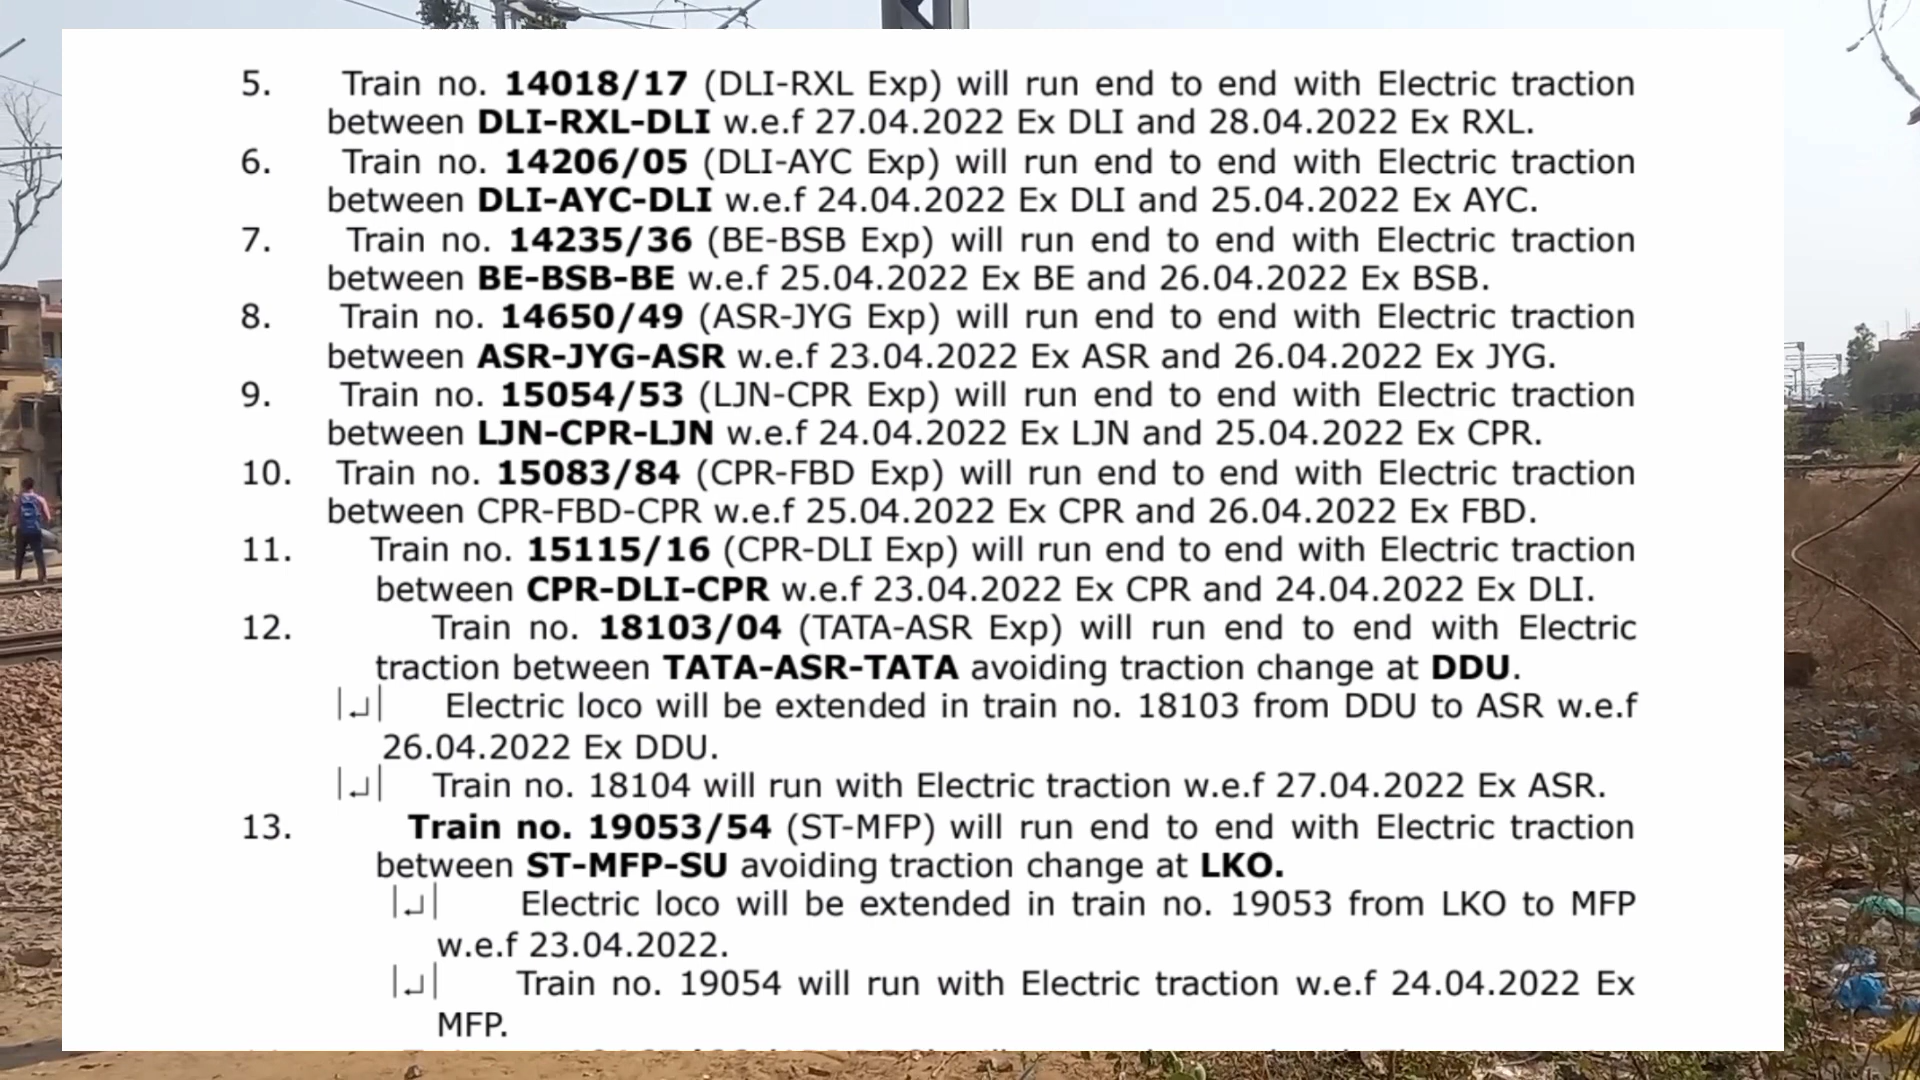 5. Train no. 14018/17 (DLI-RXL Exp) will run end to end with Electric traction
between DLI-RXL-DLI w.e.f 27.04.2022 Ex DLI and 28.04.2022 Ex RXL.
6. Train no. 14206/05 (DLI-AYC Exp) will run end to end with Electric traction
between DLI-AYC-DLI w.e.f 24.04.2022 Ex DLI and 25.04.2022 Ex AYC.
7. Train no. 14235/36 (BE-BSB Exp) will run end to end with Electric traction
between BE-BSB-BE w.e.f 25.04.2022 Ex BE and 26.04.2022 Ex BSB.
8. Train no. 14650/49 (ASR-JYG Exp) will run end to end with Electric traction
between ASR-JYG-ASR w.e.f 23.04.2022 Ex ASR and 26.04.2022 Ex JYG.
9. Train no. 15054/53 (LJN-CPR Exp) will run end to end with Electric traction
between LJN-CPR-LJN w.e.f 24.04.2022 Ex LJN and 25.04.2022 Ex CPR.
10. Train no. 15083/84 (CPR-FBD Exp) will run end to end with Electric traction
between CPR-FBD-CPR w.e.f 25.04.2022 Ex CPR and 26.04.2022 Ex FBD.
11. Train no. 15115/16 (CPR-DLI Exp) will run end to end with Electric traction
between CPR-DLI-CPR w.e.f 23.04.2022 Ex CPR and 24.04.2022 Ex DLI.
12. Train no. 18103/04 (TATA-ASR Exp) will run end to end with Electric
traction between TATA-ASR-TATA avoiding traction change at DDU.
Electric loco will be extended in train no. 18103 from DDU to ASR w.e.f
26.04.2022 Ex DDU.
Train no. 18104 will run with Electric traction w.e.f 27.04.2022 Ex ASR.
13. Train no. 19053/54 (ST-MFP) will run end to end with Electric traction
between ST-MFP-SU avoiding traction change at LKO.
Electric loco will be extended in train no. 19053 from LKO to MFP
w.e.f 23.04.2022.
Train no. 19054 will run with Electric traction w.e.f 24.04.2022 Ex
MFP.